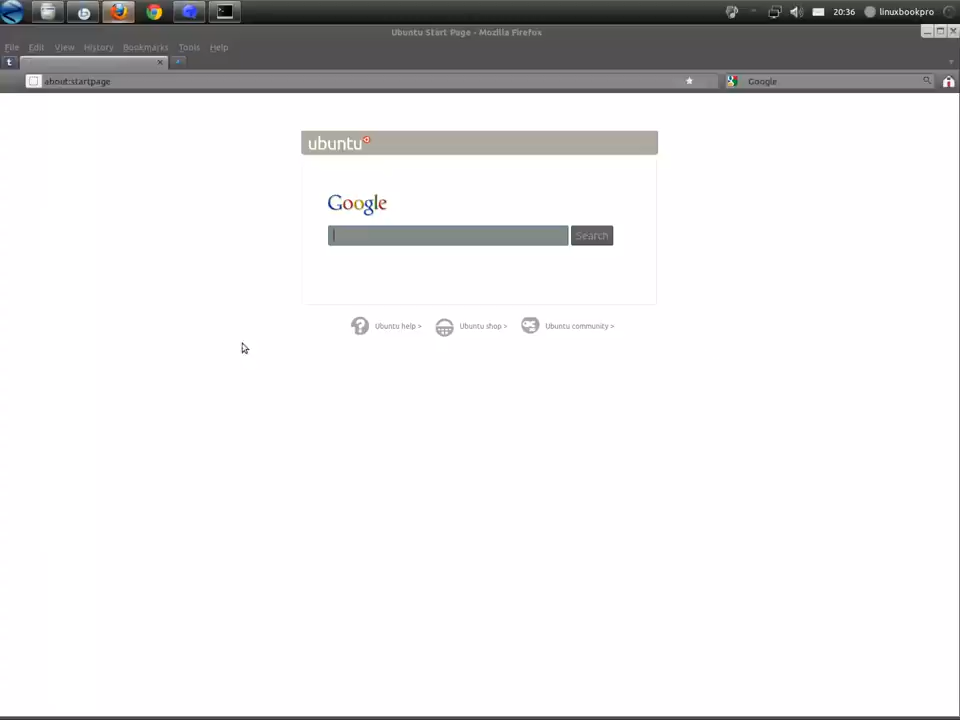 20:36 linuxbookpro
Ubuntu Start Page - Mozilla Firefox
File Edit View History Bookmarks Tools Help
t
about:startpage
Google
ubuntu
Google
Search
Ubuntu help > Ubuntu shop > Ubuntu community >